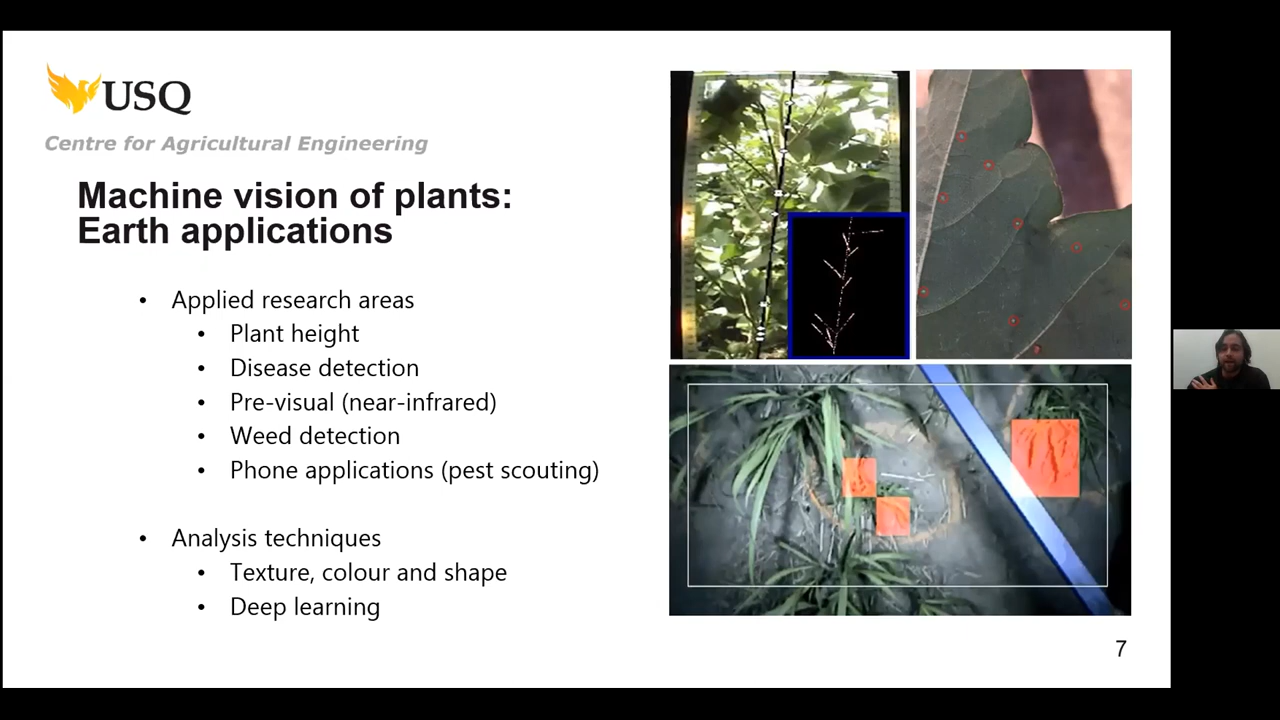 USQ
Centre for Agricultural Engineering
Machine vision of plants:
Earth applications
• Applied research areas
• Plant height
• Disease detection
• Pre-visual (near-infrared)
• Weed detection
• Phone applications (pest scouting)
• Analysis techniques
• Texture, colour and shape
• Deep learning
7